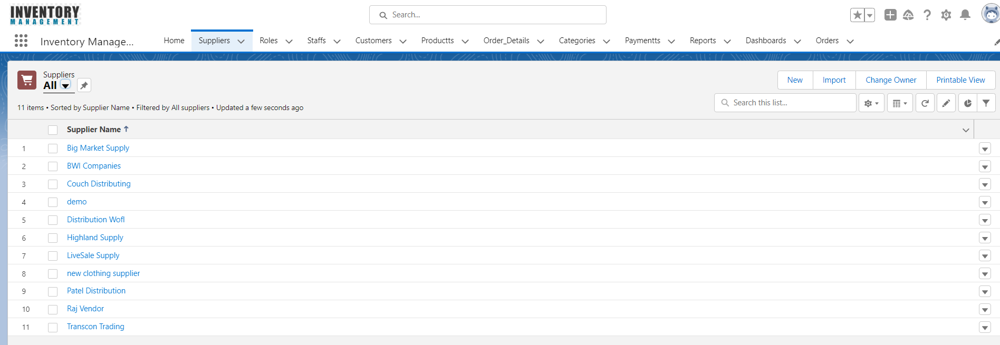 INVENTORY
MANAGEMENT
Search...
Inventory Manage...
Home Suppliers Roles Staffs Customers Productts Order_Details Categories Paymentts Reports Dashboards Orders
Suppliers
All
New Import Change Owner Printable View
11 items • Sorted by Supplier Name • Filtered by All suppliers • Updated a few seconds ago
Search this list...
Supplier Name ↑
1 Big Market Supply
2 BWI Companies
3 Couch Distributing
4 demo
5 Distribution Wofl
6 Highland Supply
7 LiveSale Supply
8 new clothing supplier
9 Patel Distribution
10 Raj Vendor
11 Transcon Trading